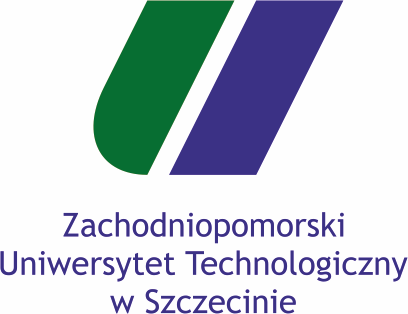 Zachodniopomorski
Uniwersytet Technologiczny
w Szczecinie